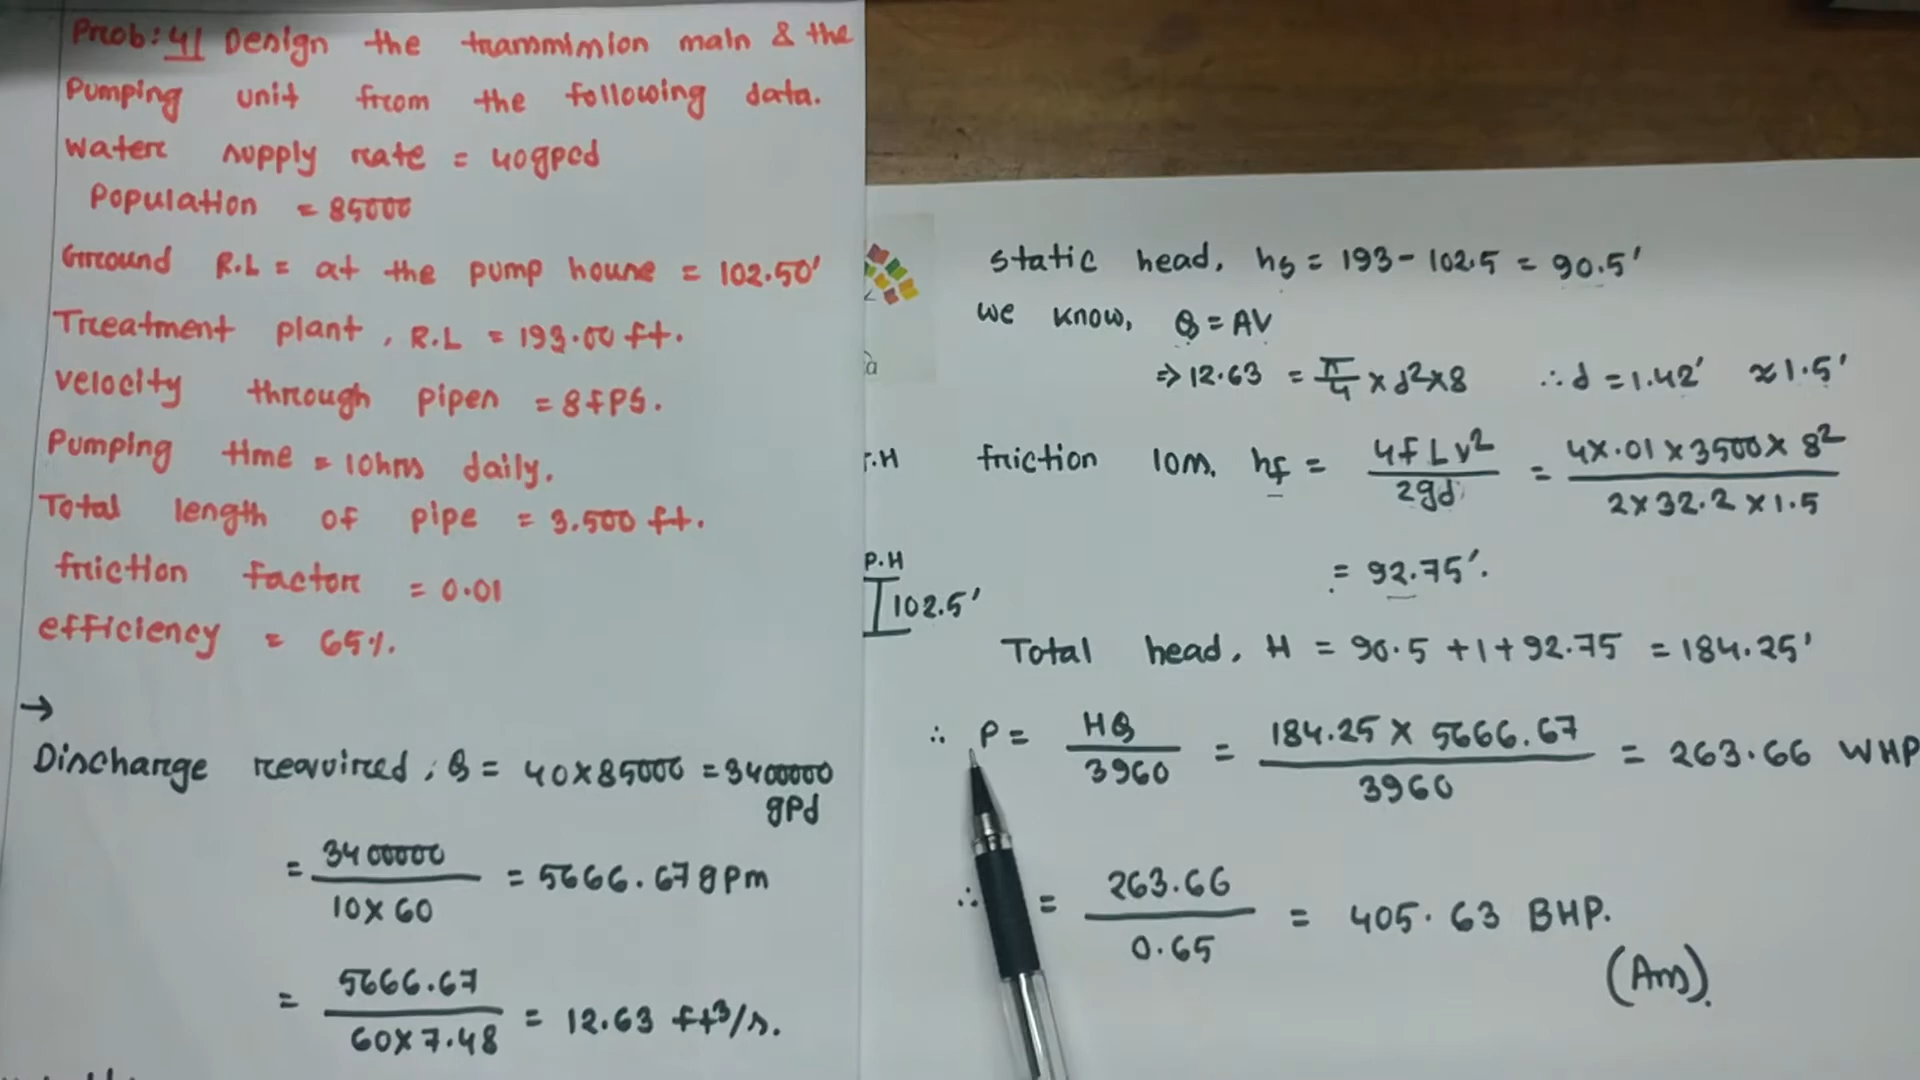 Prob: 41 Design the transmission main & the
Pumping unit from the following data.
Water supply rate = 40gpcd
Population = 85000
Ground R.L = at the pump house = 102.50'
Treatment plant, R.L = 193.00 ft.
velocity through pipes = 8fps.
Pumping time = 10hrs daily.
Total length of pipe = 3.500 ft.
friction factor = 0.01
efficiency = 65%.
→
Discharge required, Q = 40×85000 = 3400000
gpd
= 3400000 / 10×60 = 5666.67 gpm
= 5666.67 / 60×7.48 = 12.63 ft³/s.
static head, hs = 193 - 102.5 = 90.5'
we know, Q = AV
⇒ 12.63 = π/4 × d² × 8 ∴ d = 1.42' ≈ 1.5'
.H friction loss, hf = 4fLv² / 2gd = 4×.01×3500×8² / 2×32.2×1.5
P.H
102.5'
= 92.75'.
Total head, H = 90.5 + 1 + 92.75 = 184.25'
∴ P = HQ / 3960 = 184.25 × 5666.67 / 3960 = 263.66 WHP
∴ = 263.66 / 0.65 = 405.63 BHP.
(Ans).